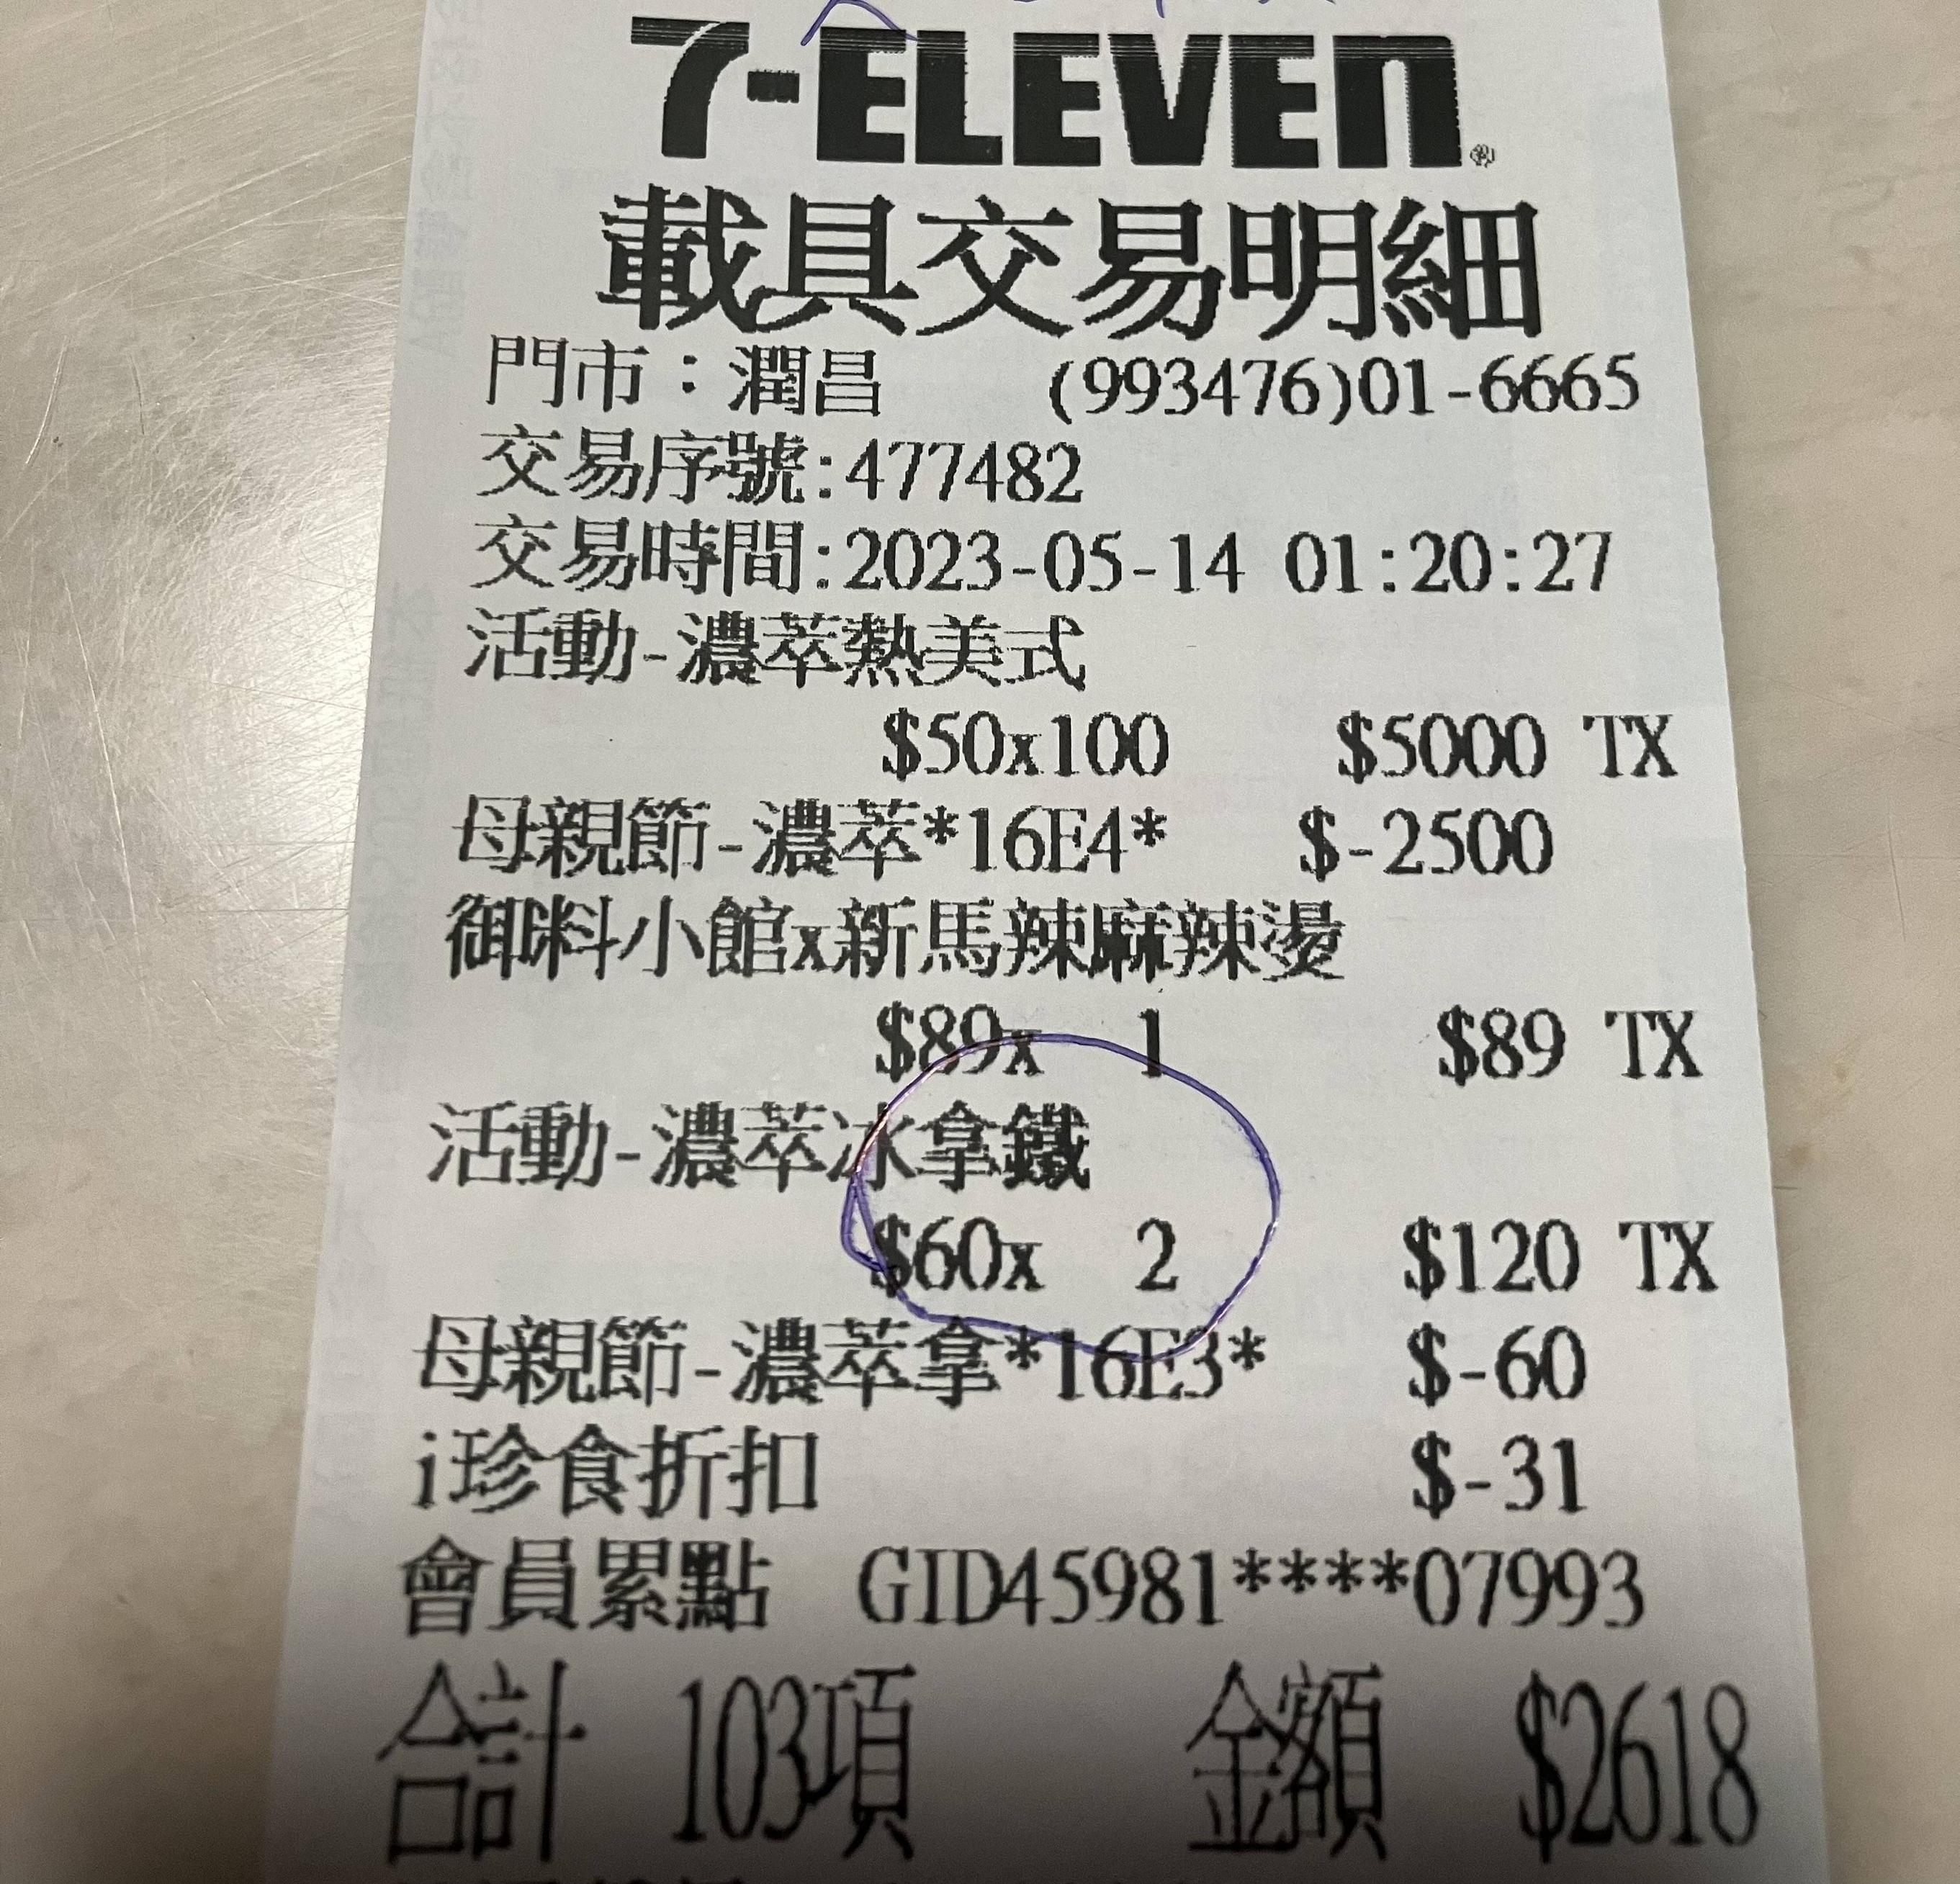 7-ELEVEN®
載具交易明細
門市：潤昌 (993476)01-6665
交易序號:477482
交易時間:2023-05-14 01:20:27
活動-濃萃熱美式
$50x100 $5000 TX
母親節-濃萃*16E4* $-2500
御料小館x新馬辣麻辣燙
$89x 1 $89 TX
活動-濃萃冰拿鐵
$60x 2 $120 TX
母親節-濃萃拿*16E3* $-60
i珍食折扣 $-31
會員累點 GID45981****07993
合計 103項 金額 $2618